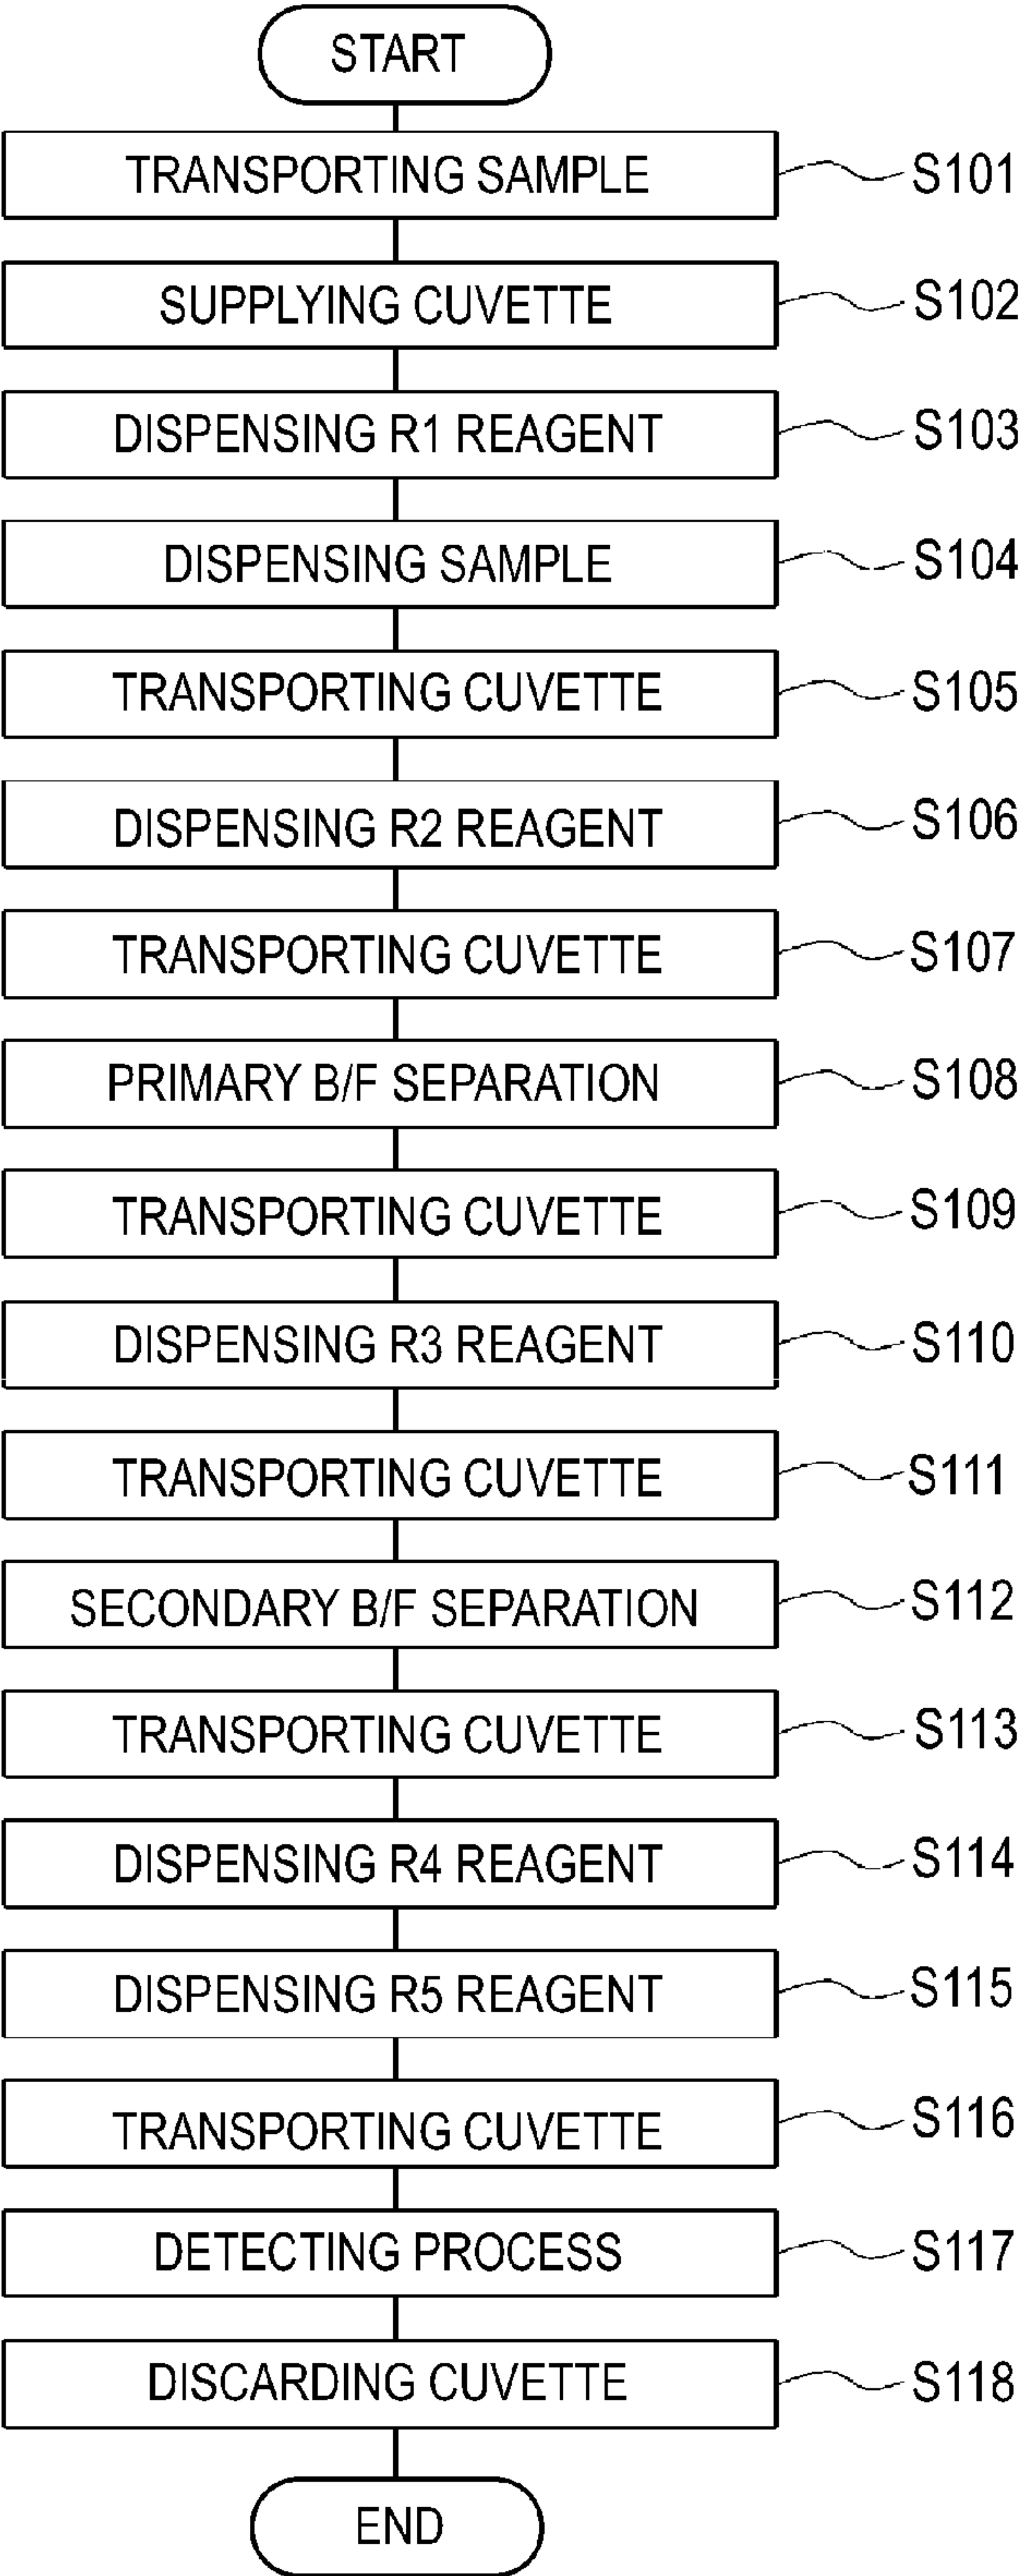 START
TRANSPORTING SAMPLE S101
SUPPLYING CUVETTE S102
DISPENSING R1 REAGENT S103
DISPENSING SAMPLE S104
TRANSPORTING CUVETTE S105
DISPENSING R2 REAGENT S106
TRANSPORTING CUVETTE S107
PRIMARY B/F SEPARATION S108
TRANSPORTING CUVETTE S109
DISPENSING R3 REAGENT S110
TRANSPORTING CUVETTE S111
SECONDARY B/F SEPARATION S112
TRANSPORTING CUVETTE S113
DISPENSING R4 REAGENT S114
DISPENSING R5 REAGENT S115
TRANSPORTING CUVETTE S116
DETECTING PROCESS S117
DISCARDING CUVETTE S118
END